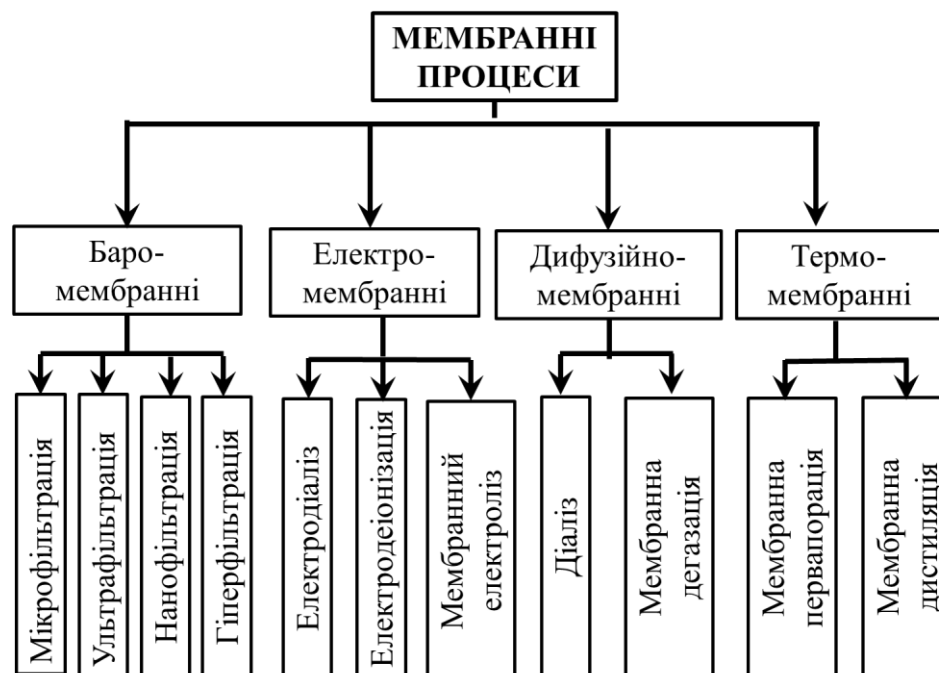 МЕМБРАННІ
ПРОЦЕСИ
Баро-
мембранні
Електро-
мембранні
Дифузійно-
мембранні
Термо-
мембранні
Мікрофільтрація
Ультрафільтрація
Нанофільтрація
Гіперфільтрація
Електродіаліз
Електродеіонізація
Мембранний
електроліз
Діаліз
Мембранна
дегазація
Мембранна
первапорація
Мембранна
дистиляція